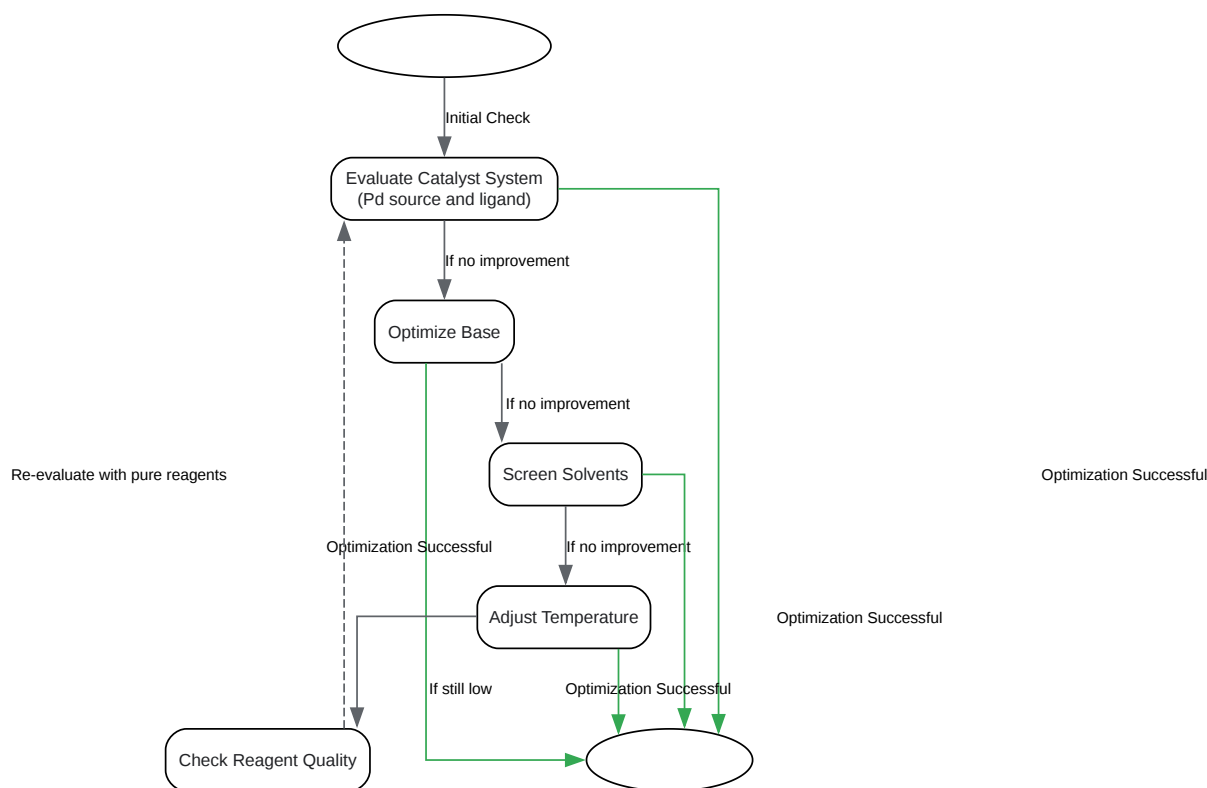 Initial Check
Evaluate Catalyst System
(Pd source and ligand)
If no improvement
Optimize Base
If no improvement
Re-evaluate with pure reagents
Screen Solvents
Optimization Successful
Optimization Successful
If no improvement
Adjust Temperature
Optimization Successful
If still low
Optimization Successful
Check Reagent Quality